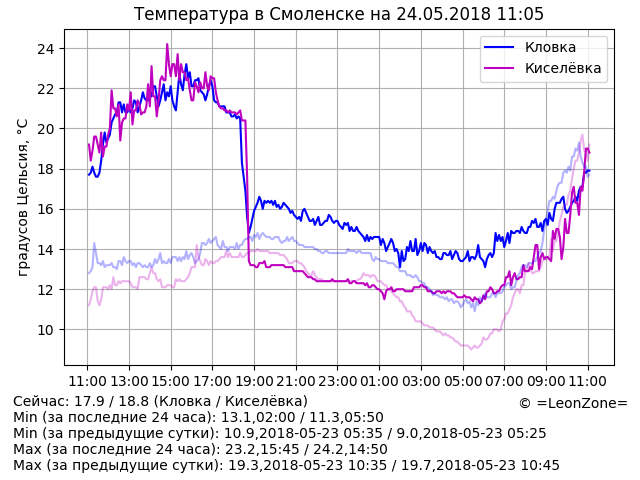 Температура в Смоленске на 24.05.2018 11:05
24
22
20
18
16
14
12
10
градусов Цельсия, °C
Кловка
Киселёвка
11:00 13:00 15:00 17:00 19:00 21:00 23:00 01:00 03:00 05:00 07:00 09:00 11:00
Сейчас: 17.9 / 18.8 (Кловка / Киселёвка)
© =LeonZone=
Min (за последние 24 часа): 13.1,02:00 / 11.3,05:50
Min (за предыдущие сутки): 10.9,2018-05-23 05:35 / 9.0,2018-05-23 05:25
Max (за последние 24 часа): 23.2,15:45 / 24.2,14:50
Max (за предыдущие сутки): 19.3,2018-05-23 10:35 / 19.7,2018-05-23 10:45